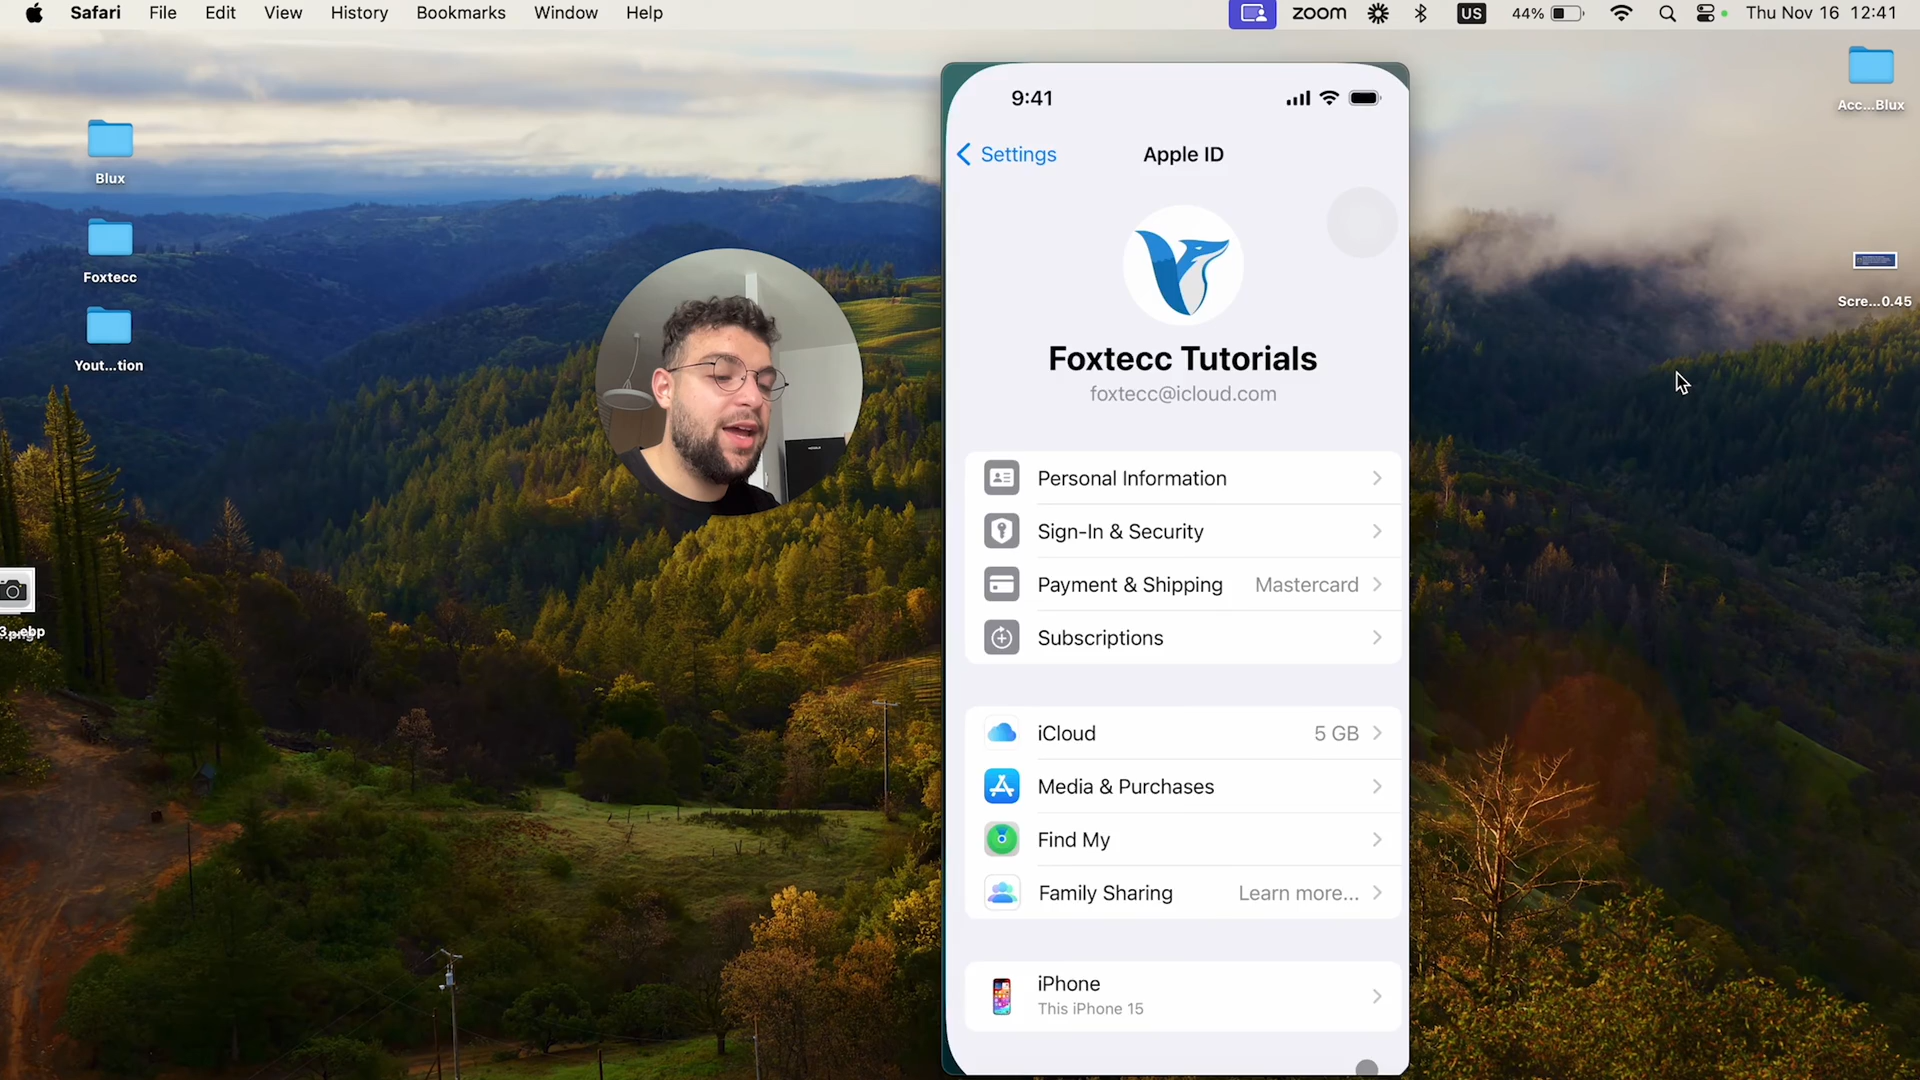 Safari File Edit View History Bookmarks Window Help zoom US 44% Thu Nov 16 12:41
Blux
Foxtecc
Yout...tion
Acc...Blux
Scre...0.45
9:41
Settings Apple ID
Foxtecc Tutorials
foxtecc@icloud.com
Personal Information
Sign-In & Security
Payment & Shipping Mastercard
Subscriptions
iCloud 5 GB
Media & Purchases
Find My
Family Sharing Learn more...
iPhone
This iPhone 15